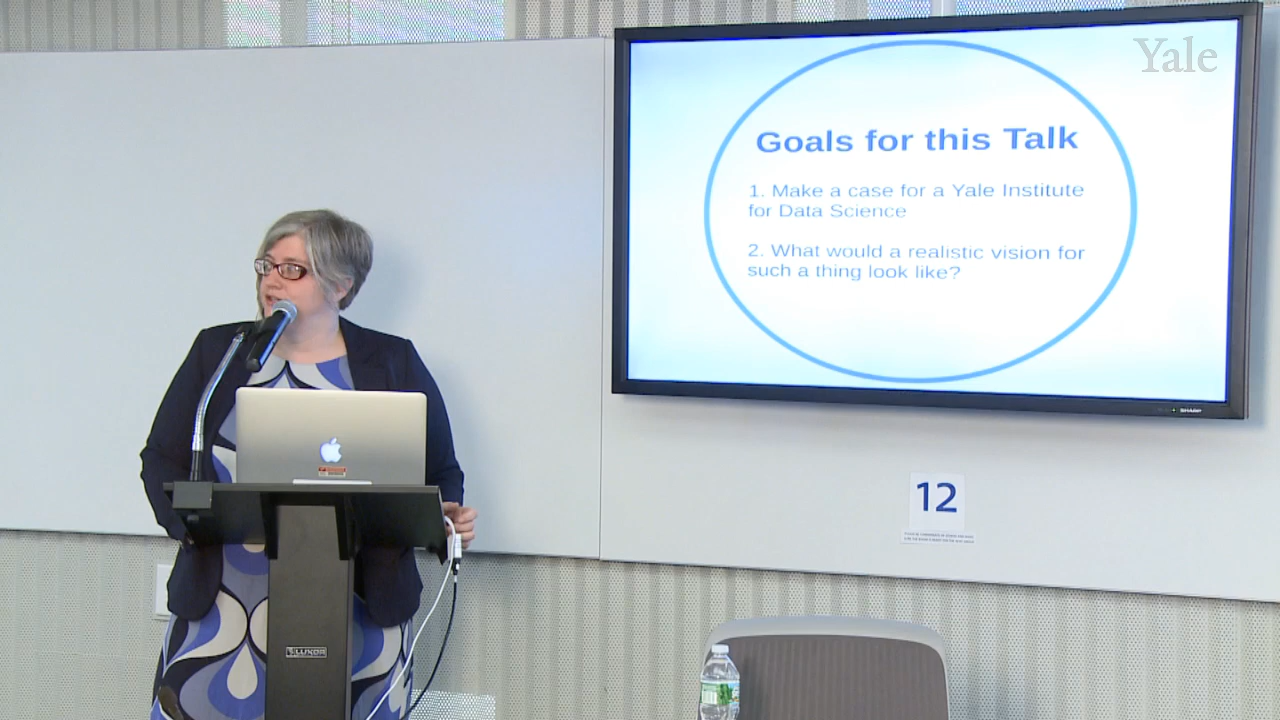 Yale
Goals for this Talk
1. Make a case for a Yale Institute
for Data Science
2. What would a realistic vision for
such a thing look like?
SHARP
12
LUXOR